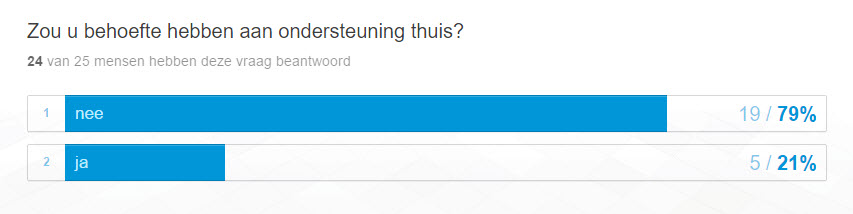 Zou u behoefte hebben aan ondersteuning thuis?
24 van 25 mensen hebben deze vraag beantwoord
1 nee 19 / 79%
2 ja 5 / 21%